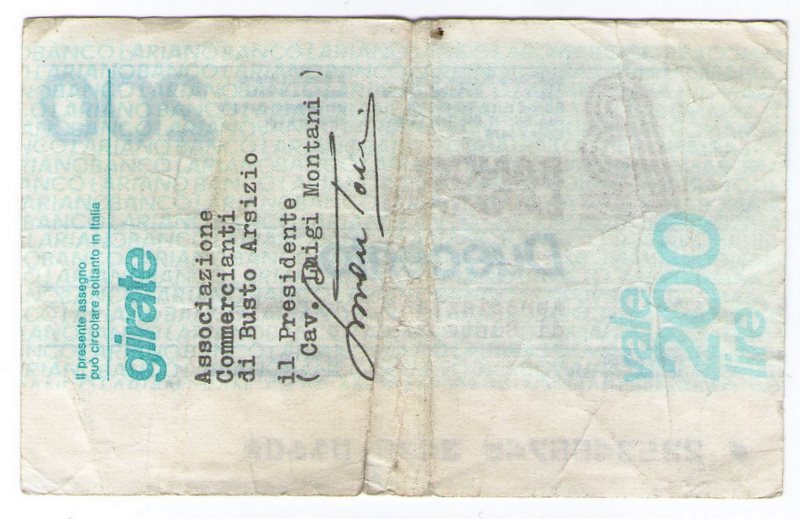 Il presente assegno
può circolare soltanto in Italia
girate
Associazione
Commercianti
di Busto Arsizio
il Presidente
( Cav. Luigi Montani )
vale
200
lire